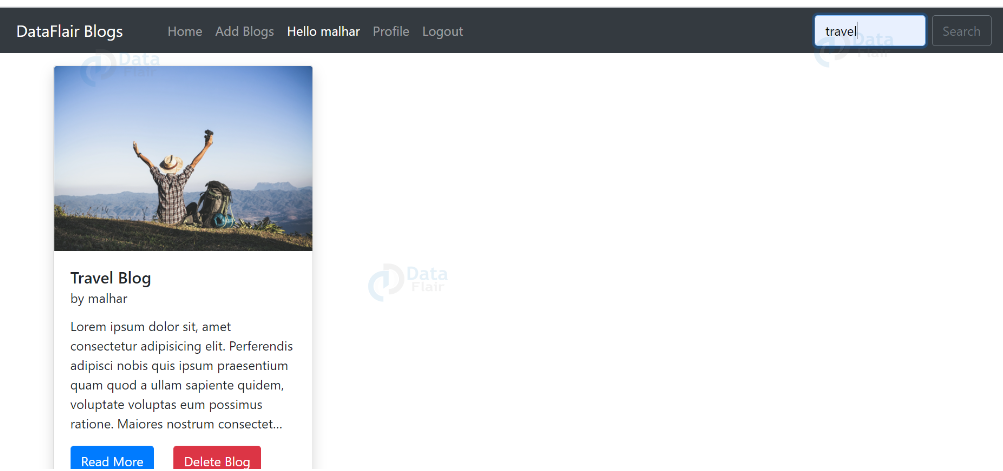 DataFlair Blogs Home Add Blogs Hello malhar Profile Logout travel Search
Data
Flair
Data
Flair
Travel Blog
by malhar
Data
Flair
Lorem ipsum dolor sit, amet
consectetur adipisicing elit. Perferendis
adipisci nobis quis ipsum praesentium
quam quod a ullam sapiente quidem,
voluptate voluptas eum possimus
ratione. Maiores nostrum consectet...
Read More Delete Blog